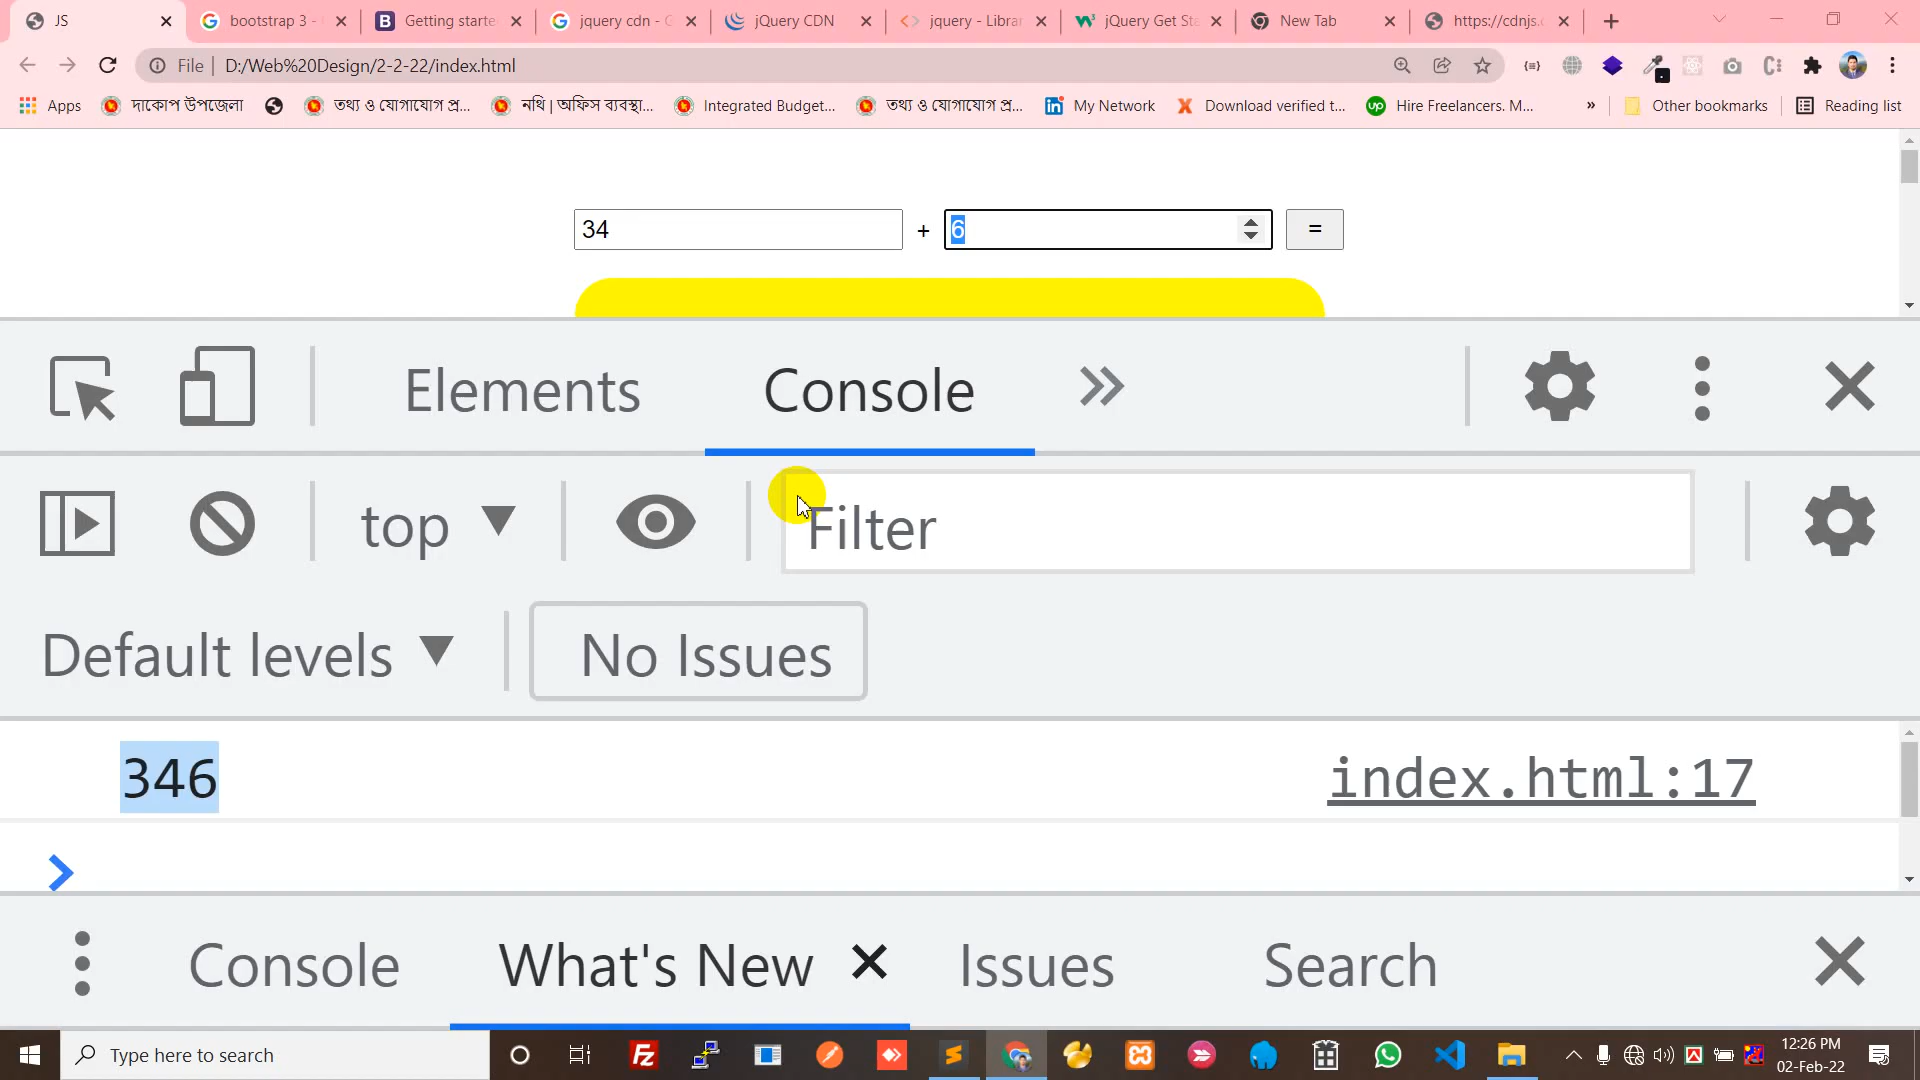 JS
bootstrap 3 -
Getting starte
jquery cdn - G
jQuery CDN
jquery - Librar
jQuery Get Sta
New Tab
https://cdnjs.c
File D:/Web%20Design/2-2-22/index.html
Apps
দাকোপ উপজেলা
তথ্য ও যোগাযোগ প্র...
নথি | অফিস ব্যবস্থা...
Integrated Budget...
তথ্য ও যোগাযোগ প্র...
My Network
Download verified t...
Hire Freelancers. M...
»
Other bookmarks
Reading list
34 + 6 =
Elements Console
top Filter
Default levels No Issues
346 index.html:17
Console What's New Issues Search
Type here to search
12:26 PM
02-Feb-22